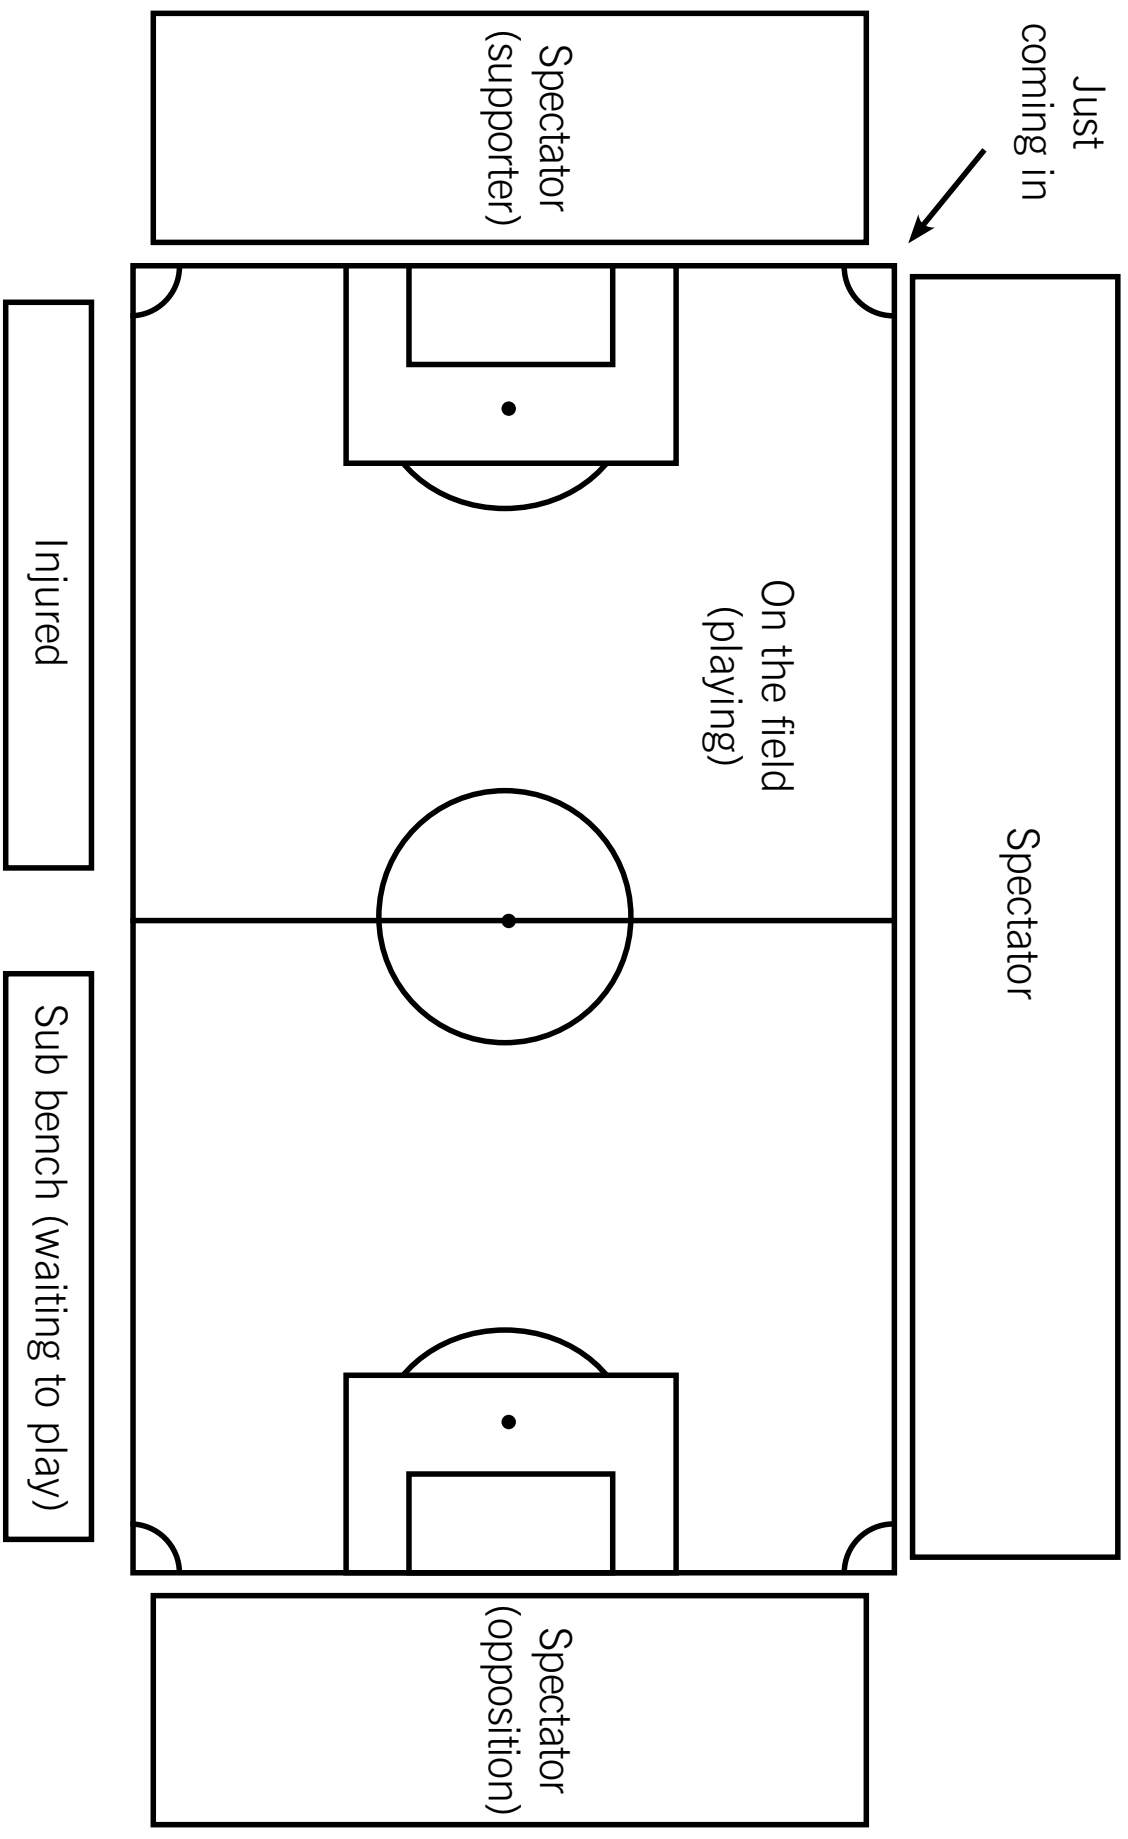 Just
coming in
Spectator
Spectator
(supporter)
On the field
(playing)
Spectator
(opposition)
Injured
Sub bench (waiting to play)